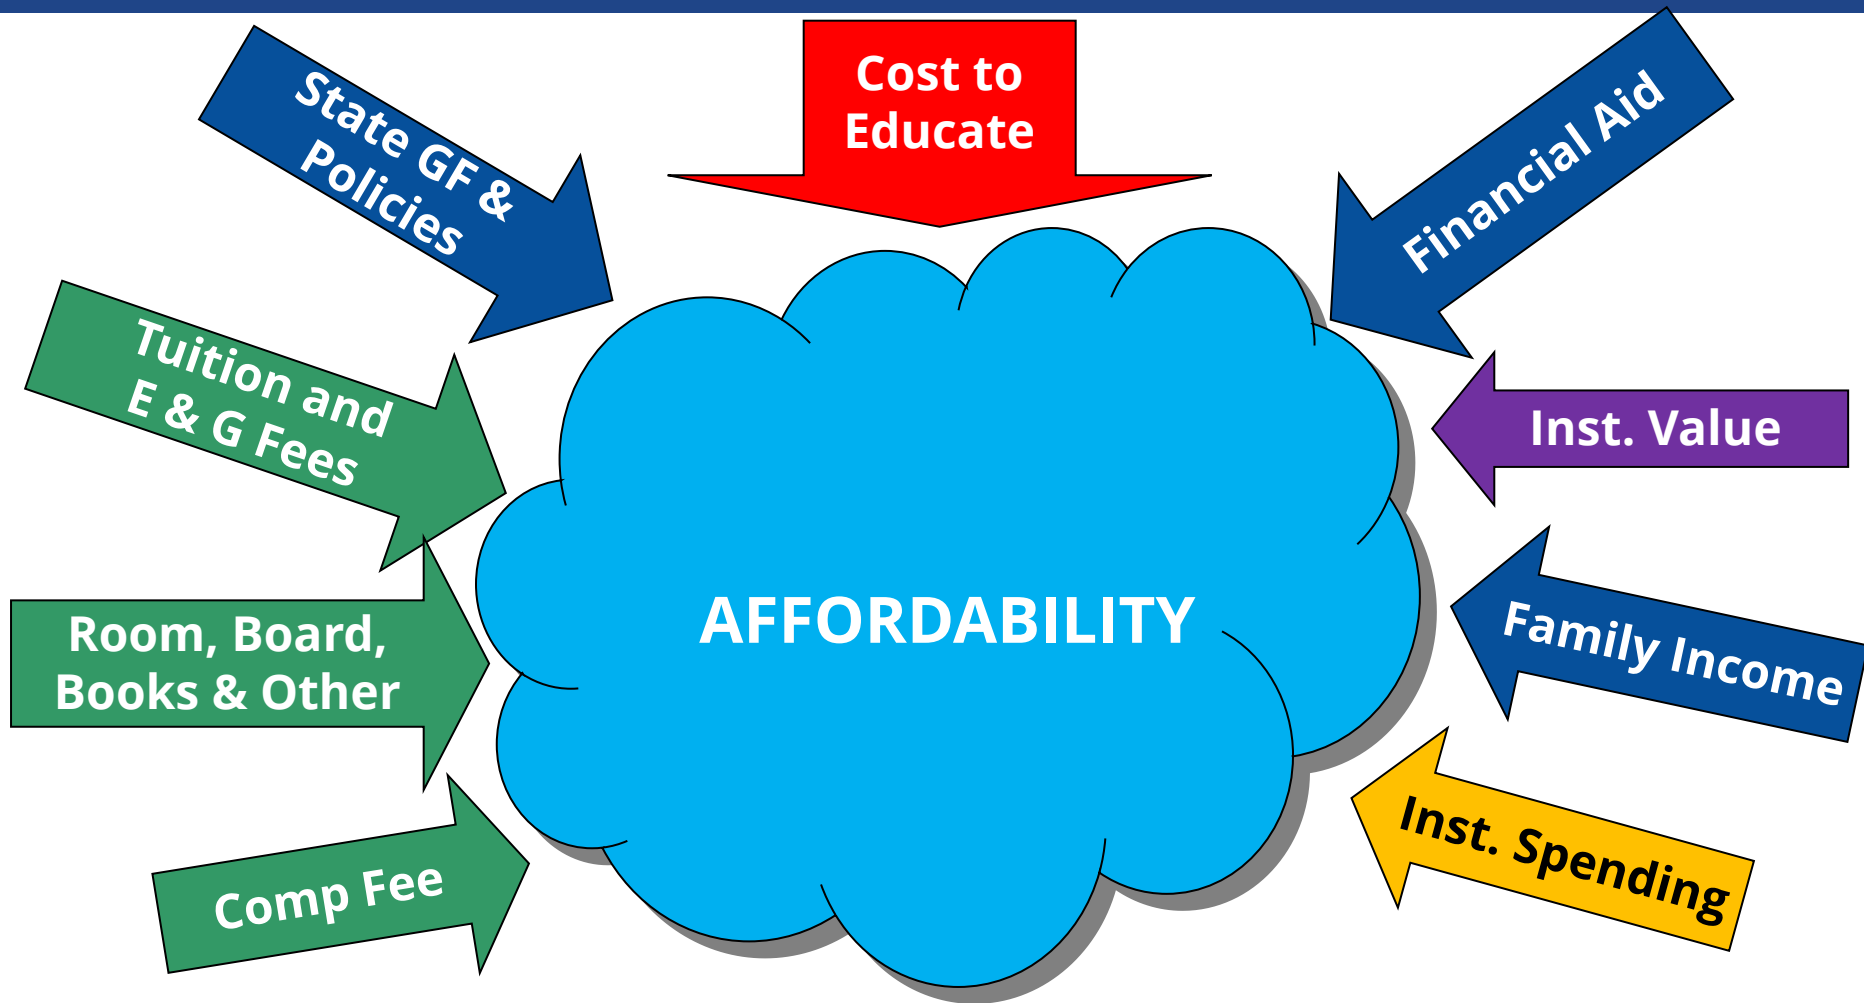 Cost to
Educate
State GF &
Policies
Financial Aid
Tuition and
E & G Fees
Inst. Value
Room, Board,
Books & Other
AFFORDABILITY
Family Income
Comp Fee
Inst. Spending